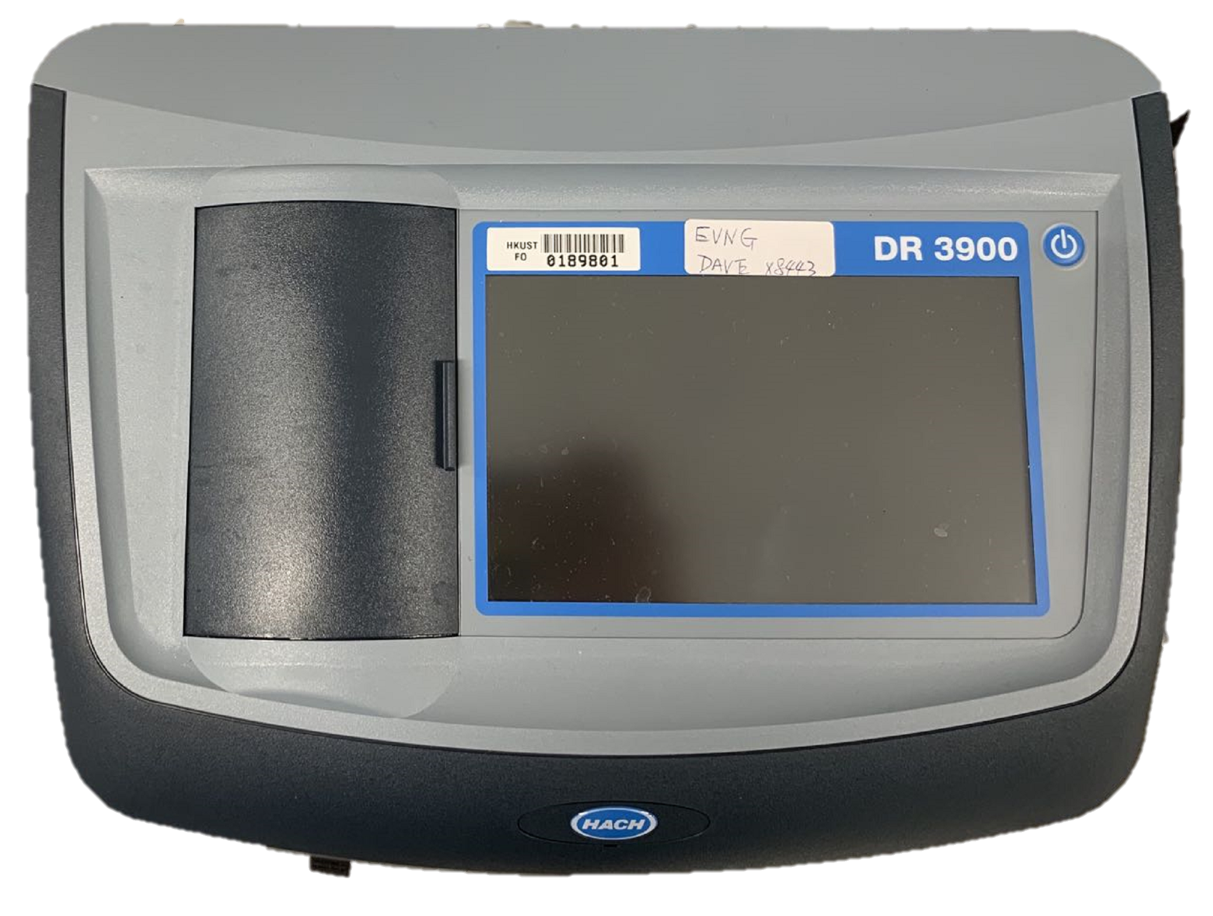 HKUST
FO
0189801
EVNG
DAVE x8443
DR 3900
HACH